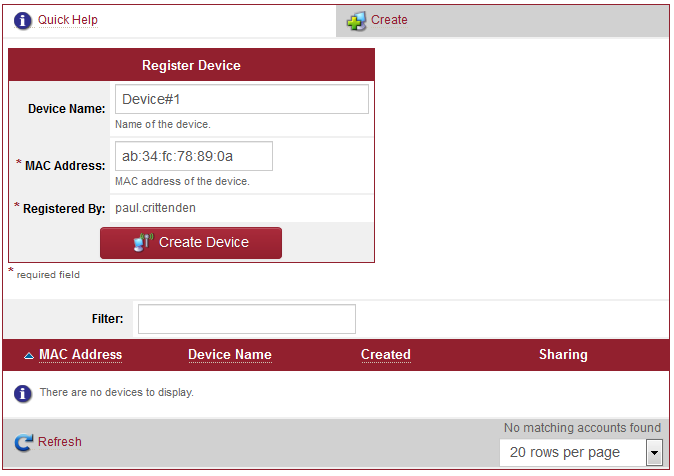 Quick Help
Create
Register Device
Device Name:
Device#1
Name of the device.
* MAC Address:
ab:34:fc:78:89:0a
MAC address of the device.
* Registered By:
paul.crittenden
Create Device
* required field
Filter:
MAC Address Device Name Created Sharing
There are no devices to display.
Refresh
No matching accounts found
20 rows per page